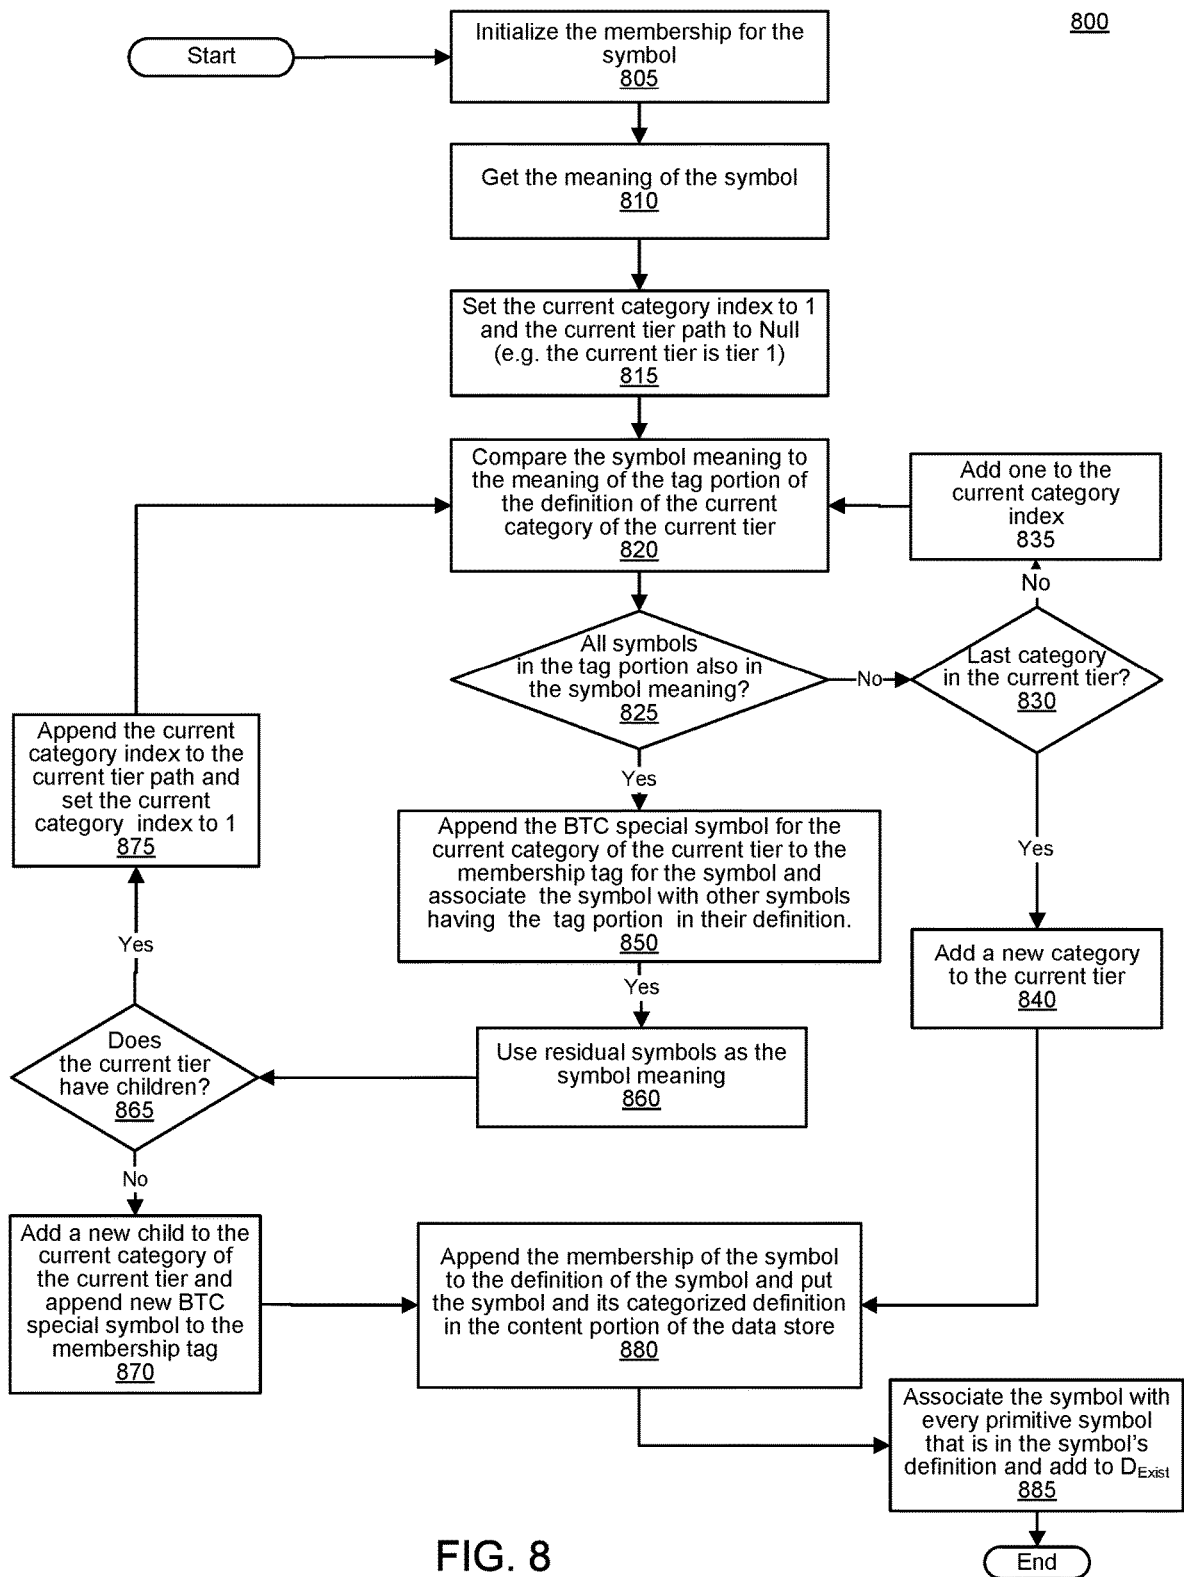 800
Start
Initialize the membership for the
symbol
805
Get the meaning of the symbol
810
Set the current category index to 1
and the current tier path to Null
(e.g. the current tier is tier 1)
815
Compare the symbol meaning to
the meaning of the tag portion of
the definition of the current
category of the current tier
820
Add one to the
current category
index
835
No
All symbols
in the tag portion also in
the symbol meaning?
825
No
Last category
in the current tier?
830
Append the current
category index to the
current tier path and
set the current
category index to 1
875
Yes
Append the BTC special symbol for the
current category of the current tier to the
membership tag for the symbol and
associate the symbol with other symbols
having the tag portion in their definition.
850
Yes
Yes
Add a new category
to the current tier
840
Yes
Does
the current tier
have children?
865
Use residual symbols as the
symbol meaning
860
No
Add a new child to the
current category of
the current tier and
append new BTC
special symbol to the
membership tag
870
Append the membership of the symbol
to the definition of the symbol and put
the symbol and its categorized definition
in the content portion of the data store
880
Associate the symbol with
every primitive symbol
that is in the symbol's
definition and add to DExist
885
End
FIG. 8